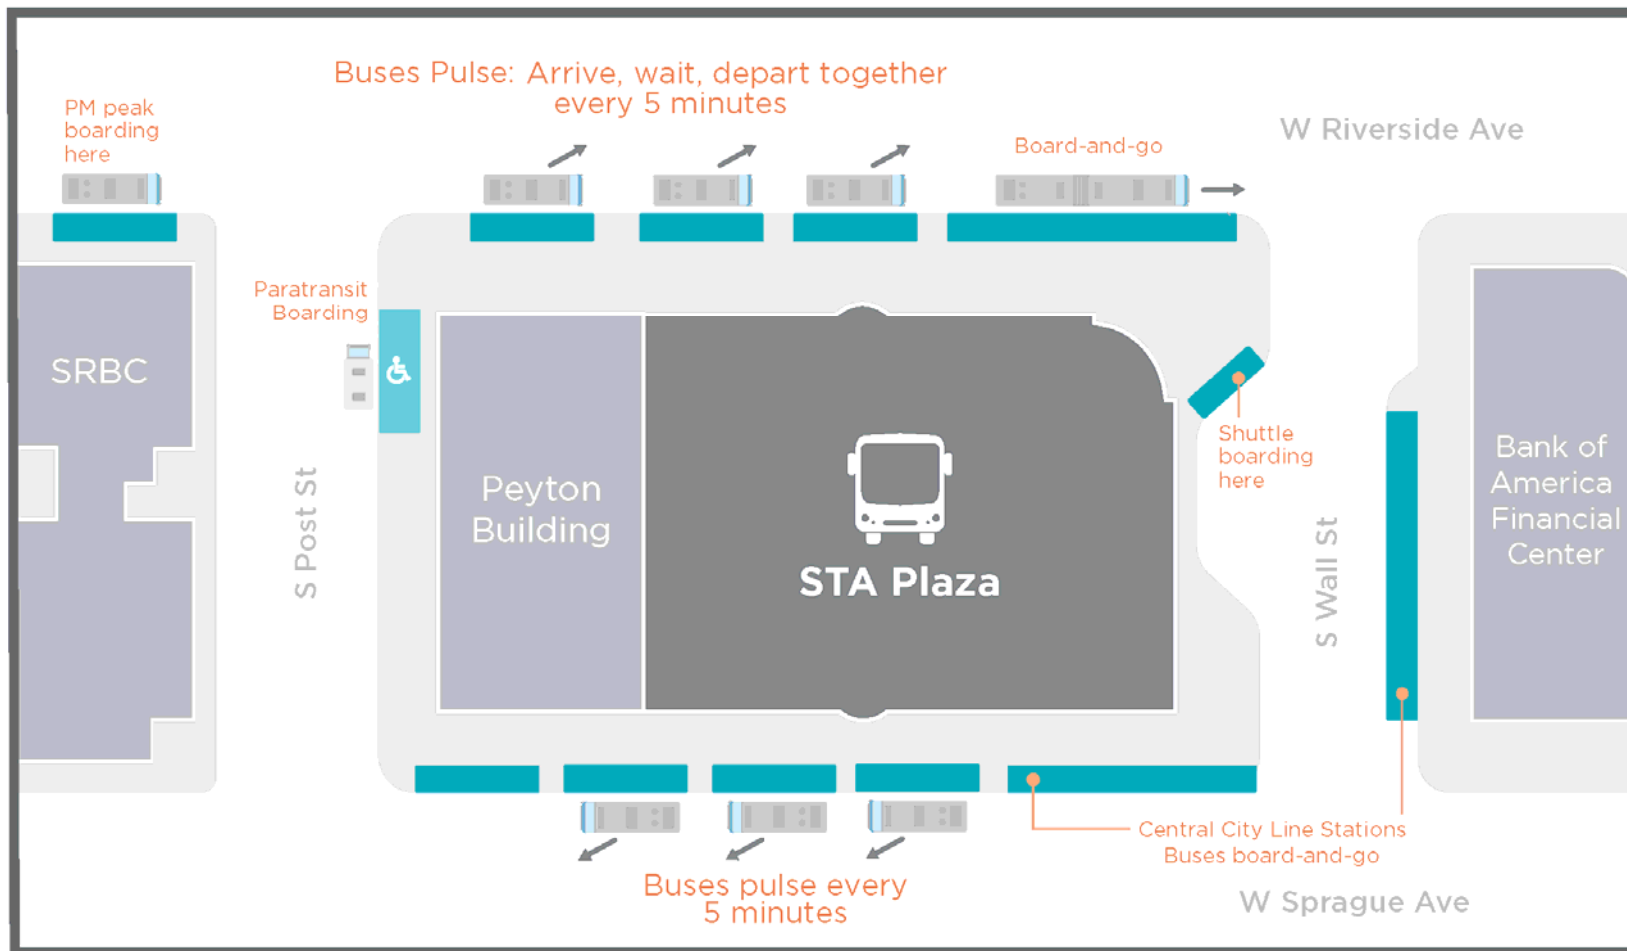 Buses Pulse: Arrive, wait, depart together
every 5 minutes
PM peak
boarding
here
Board-and-go
W Riverside Ave
Paratransit
Boarding
SRBC
Shuttle
boarding
here
S Post St
Peyton
Building
STA Plaza
S Wall St
Bank of
America
Financial
Center
Central City Line Stations
Buses board-and-go
Buses pulse every
5 minutes
W Sprague Ave